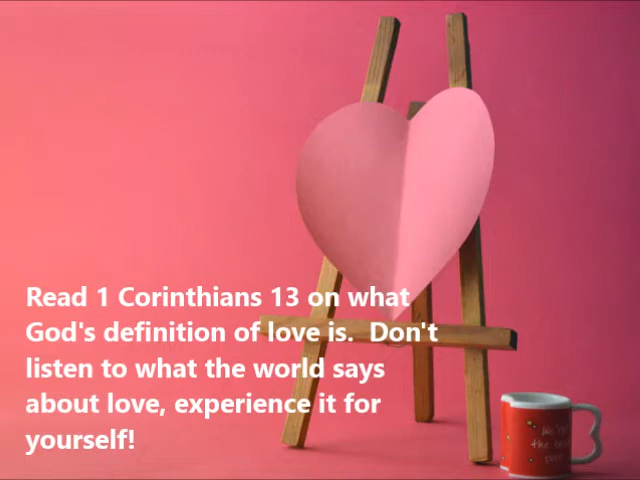 Read 1 Corinthians 13 on what
God's definition of love is.  Don't
listen to what the world says
about love, experience it for
yourself!